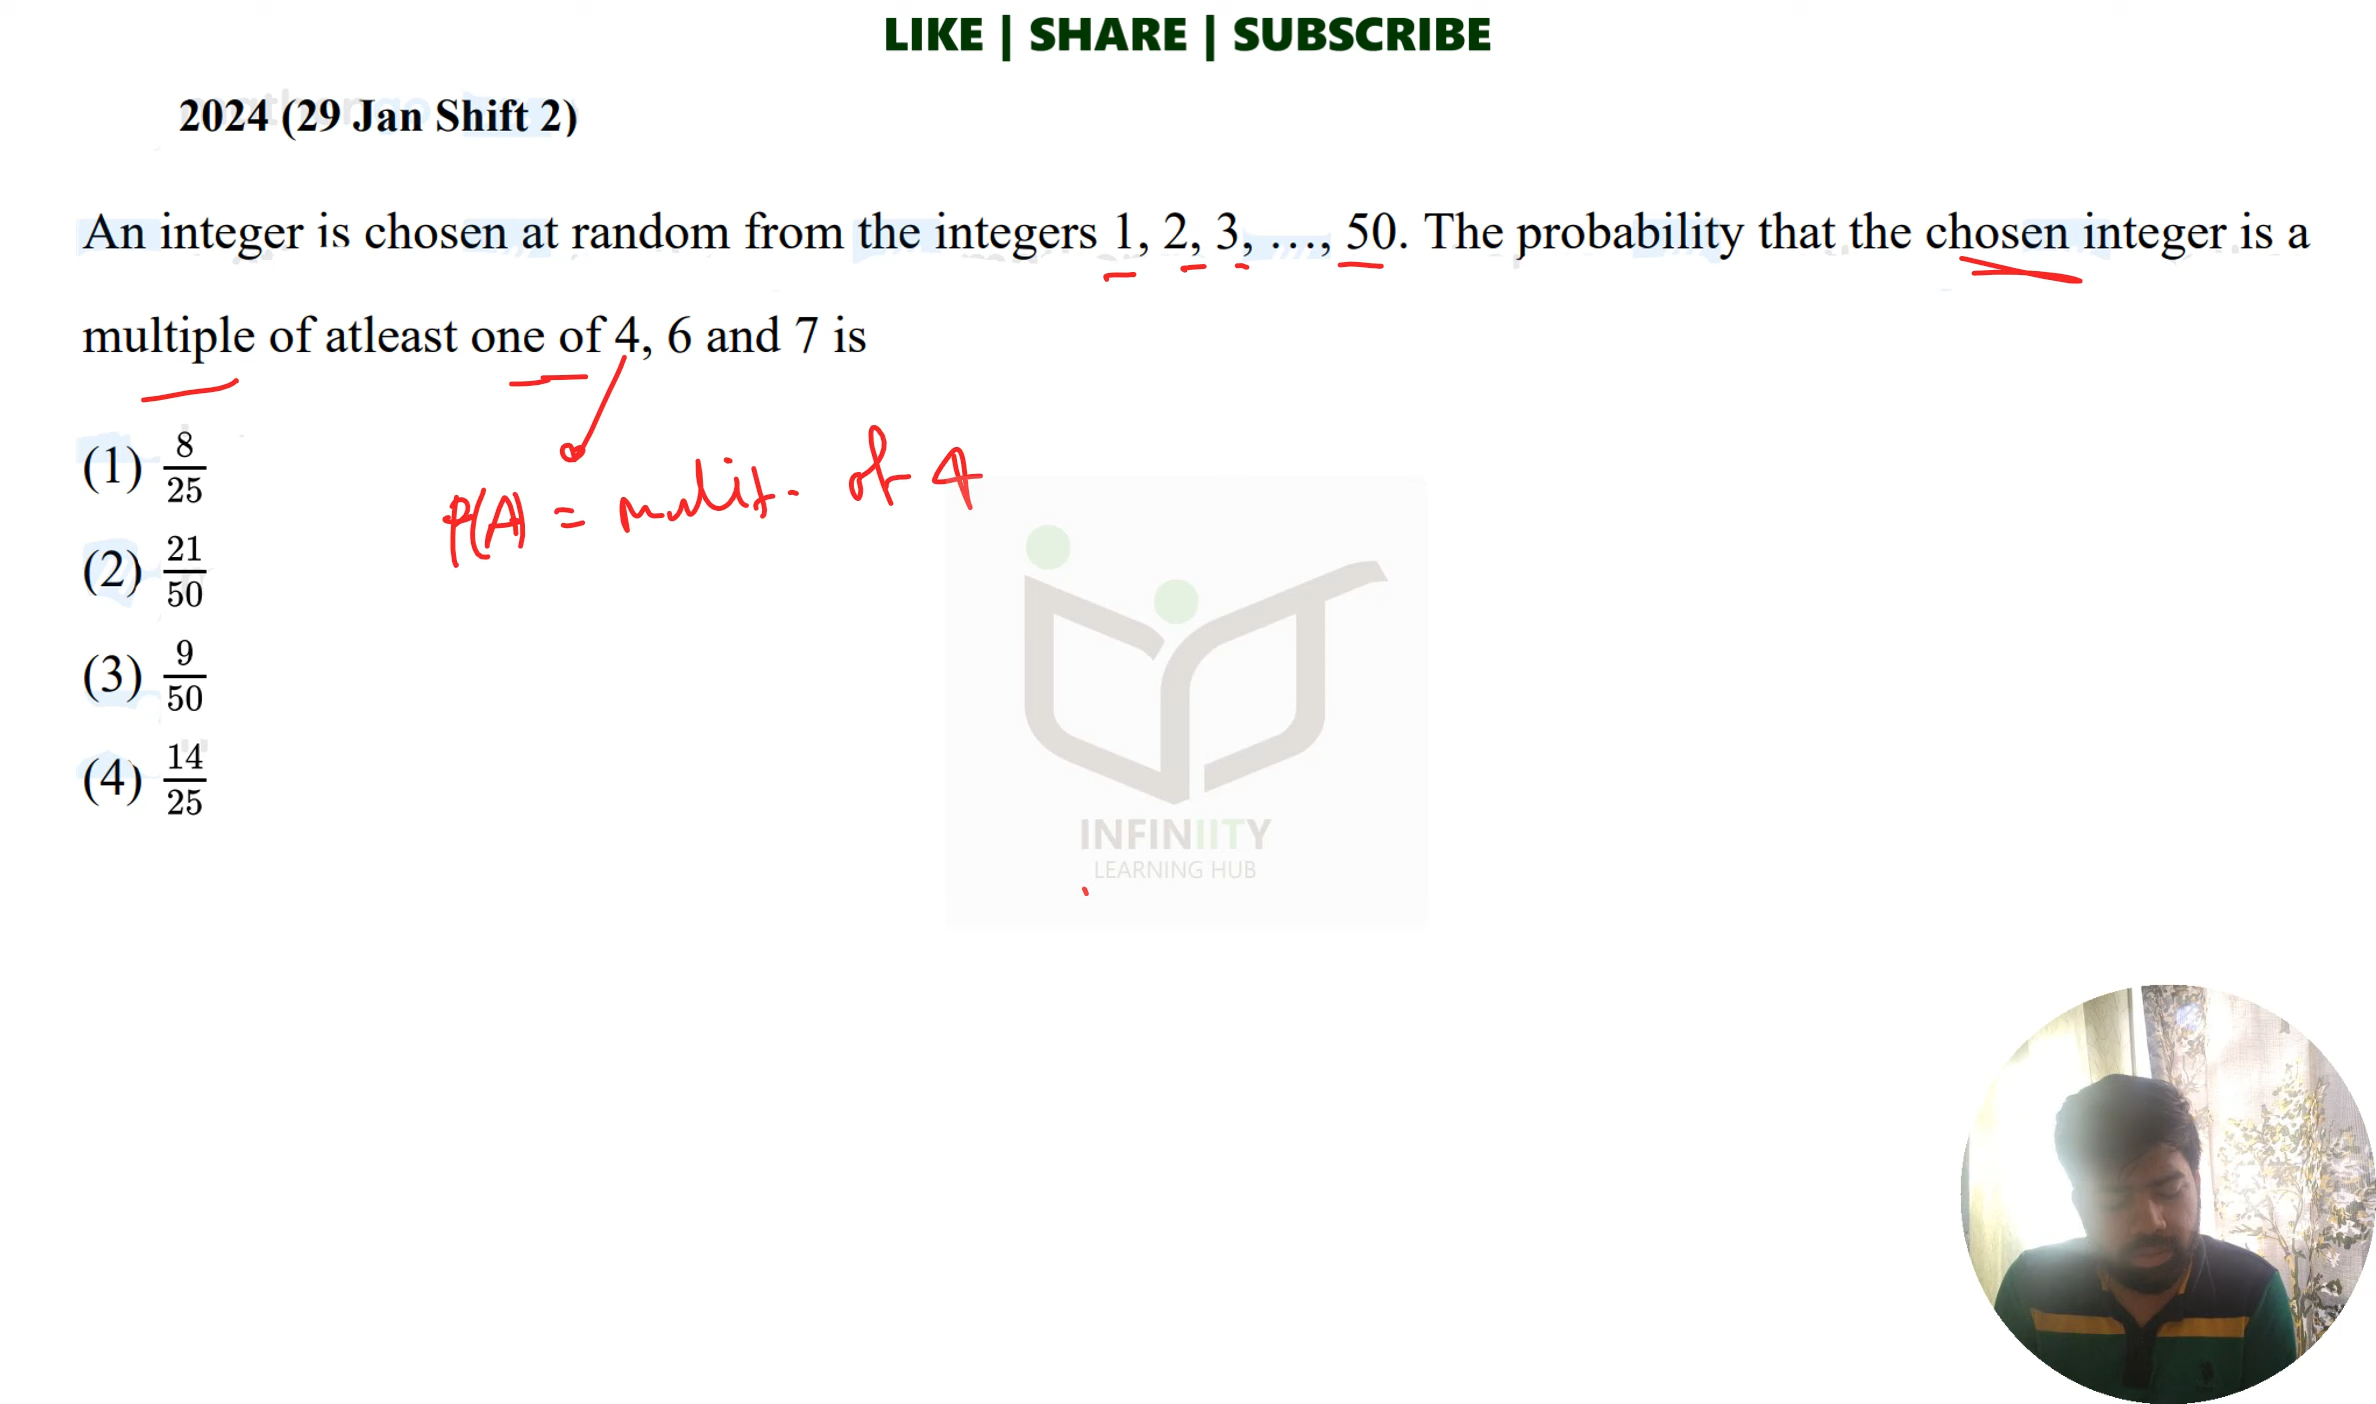 LIKE | SHARE | SUBSCRIBE
2024 (29 Jan Shift 2)
An integer is chosen at random from the integers 1, 2, 3, …, 50. The probability that the chosen integer is a
multiple of atleast one of 4, 6 and 7 is
(1) 8/25
P(A) = mulit. of 4
(2) 21/50
(3) 9/50
(4) 14/25
INFINIITY
LEARNING HUB